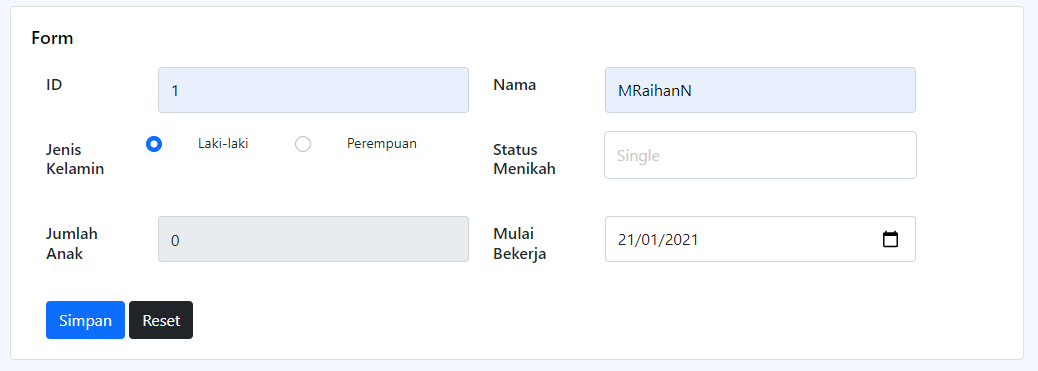 Form
ID
1
Nama
MRaihanN
Jenis
Kelamin
Laki-laki
Perempuan
Status
Menikah
Single
Jumlah
Anak
0
Mulai
Bekerja
21/01/2021
Simpan
Reset